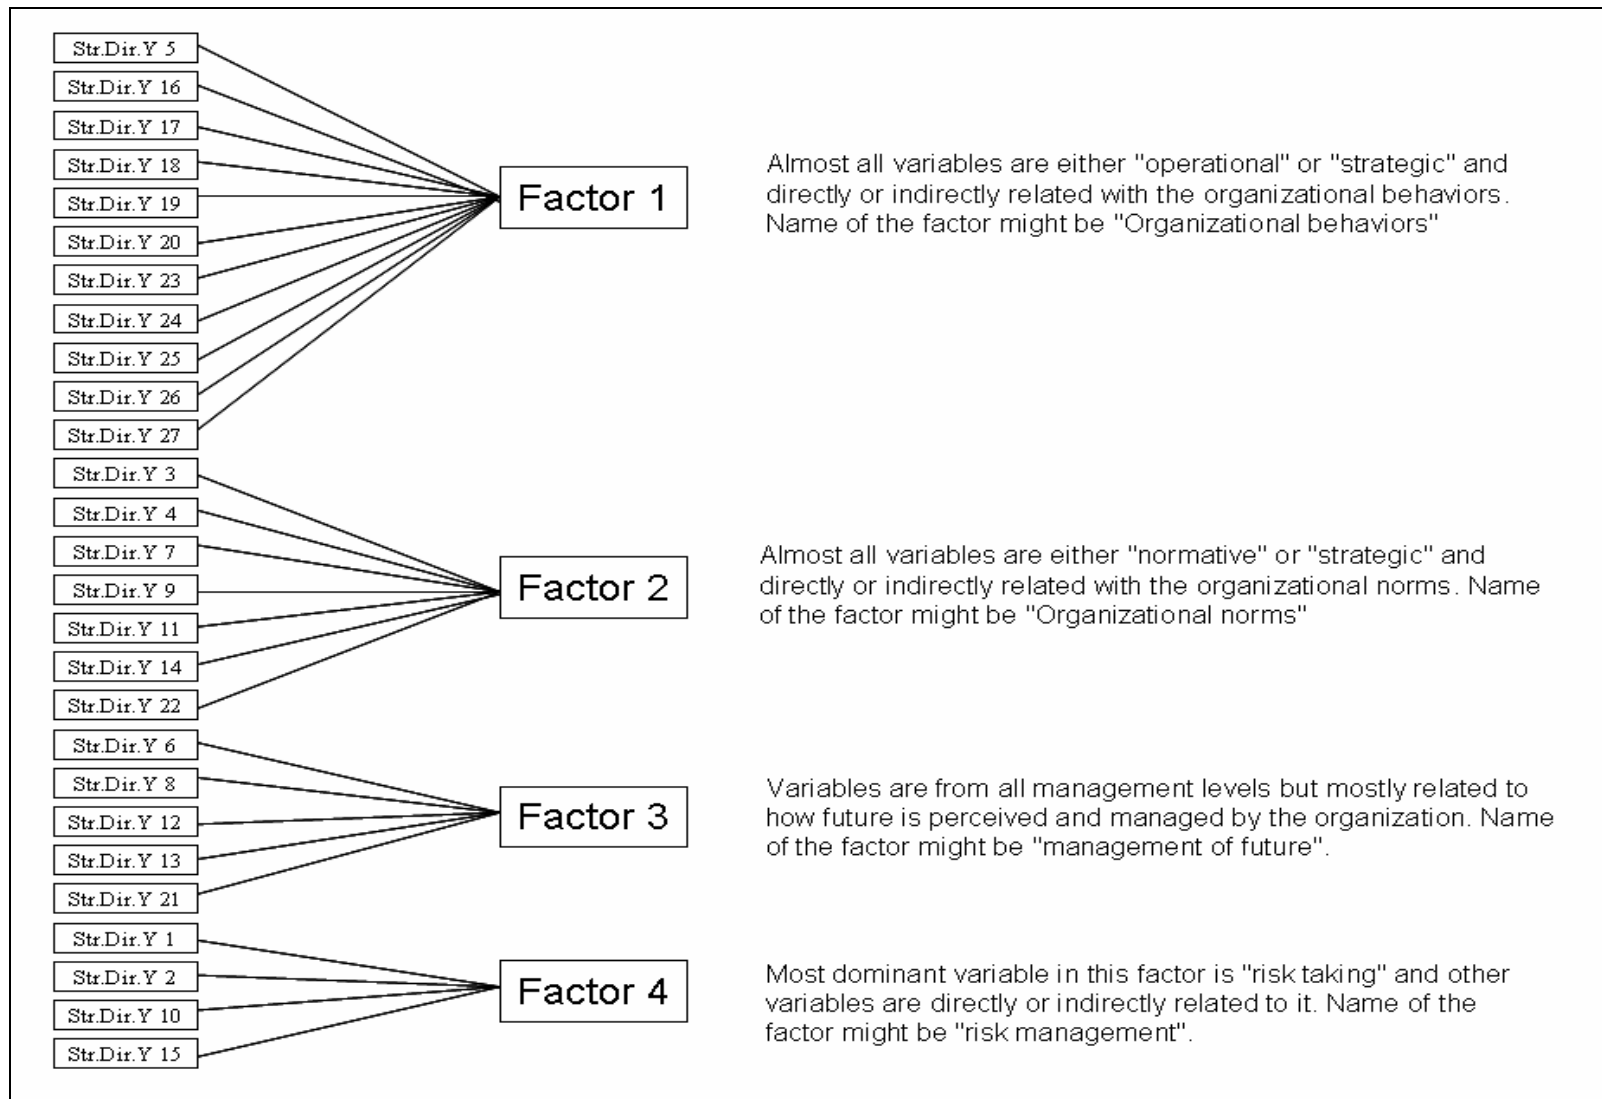 Str.Dir.Y 5
Str.Dir.Y 16
Str.Dir.Y 17
Str.Dir.Y 18
Str.Dir.Y 19
Str.Dir.Y 20
Str.Dir.Y 23
Str.Dir.Y 24
Str.Dir.Y 25
Str.Dir.Y 26
Str.Dir.Y 27
Factor 1
Almost all variables are either "operational" or "strategic" and
directly or indirectly related with the organizational behaviors.
Name of the factor might be "Organizational behaviors"
Str.Dir.Y 3
Str.Dir.Y 4
Str.Dir.Y 7
Str.Dir.Y 9
Str.Dir.Y 11
Str.Dir.Y 14
Str.Dir.Y 22
Factor 2
Almost all variables are either "normative" or "strategic" and
directly or indirectly related with the organizational norms. Name
of the factor might be "Organizational norms"
Str.Dir.Y 6
Str.Dir.Y 8
Str.Dir.Y 12
Str.Dir.Y 13
Str.Dir.Y 21
Factor 3
Variables are from all management levels but mostly related to
how future is perceived and managed by the organization. Name
of the factor might be "management of future".
Str.Dir.Y 1
Str.Dir.Y 2
Str.Dir.Y 10
Str.Dir.Y 15
Factor 4
Most dominant variable in this factor is "risk taking" and other
variables are directly or indirectly related to it. Name of the
factor might be "risk management".